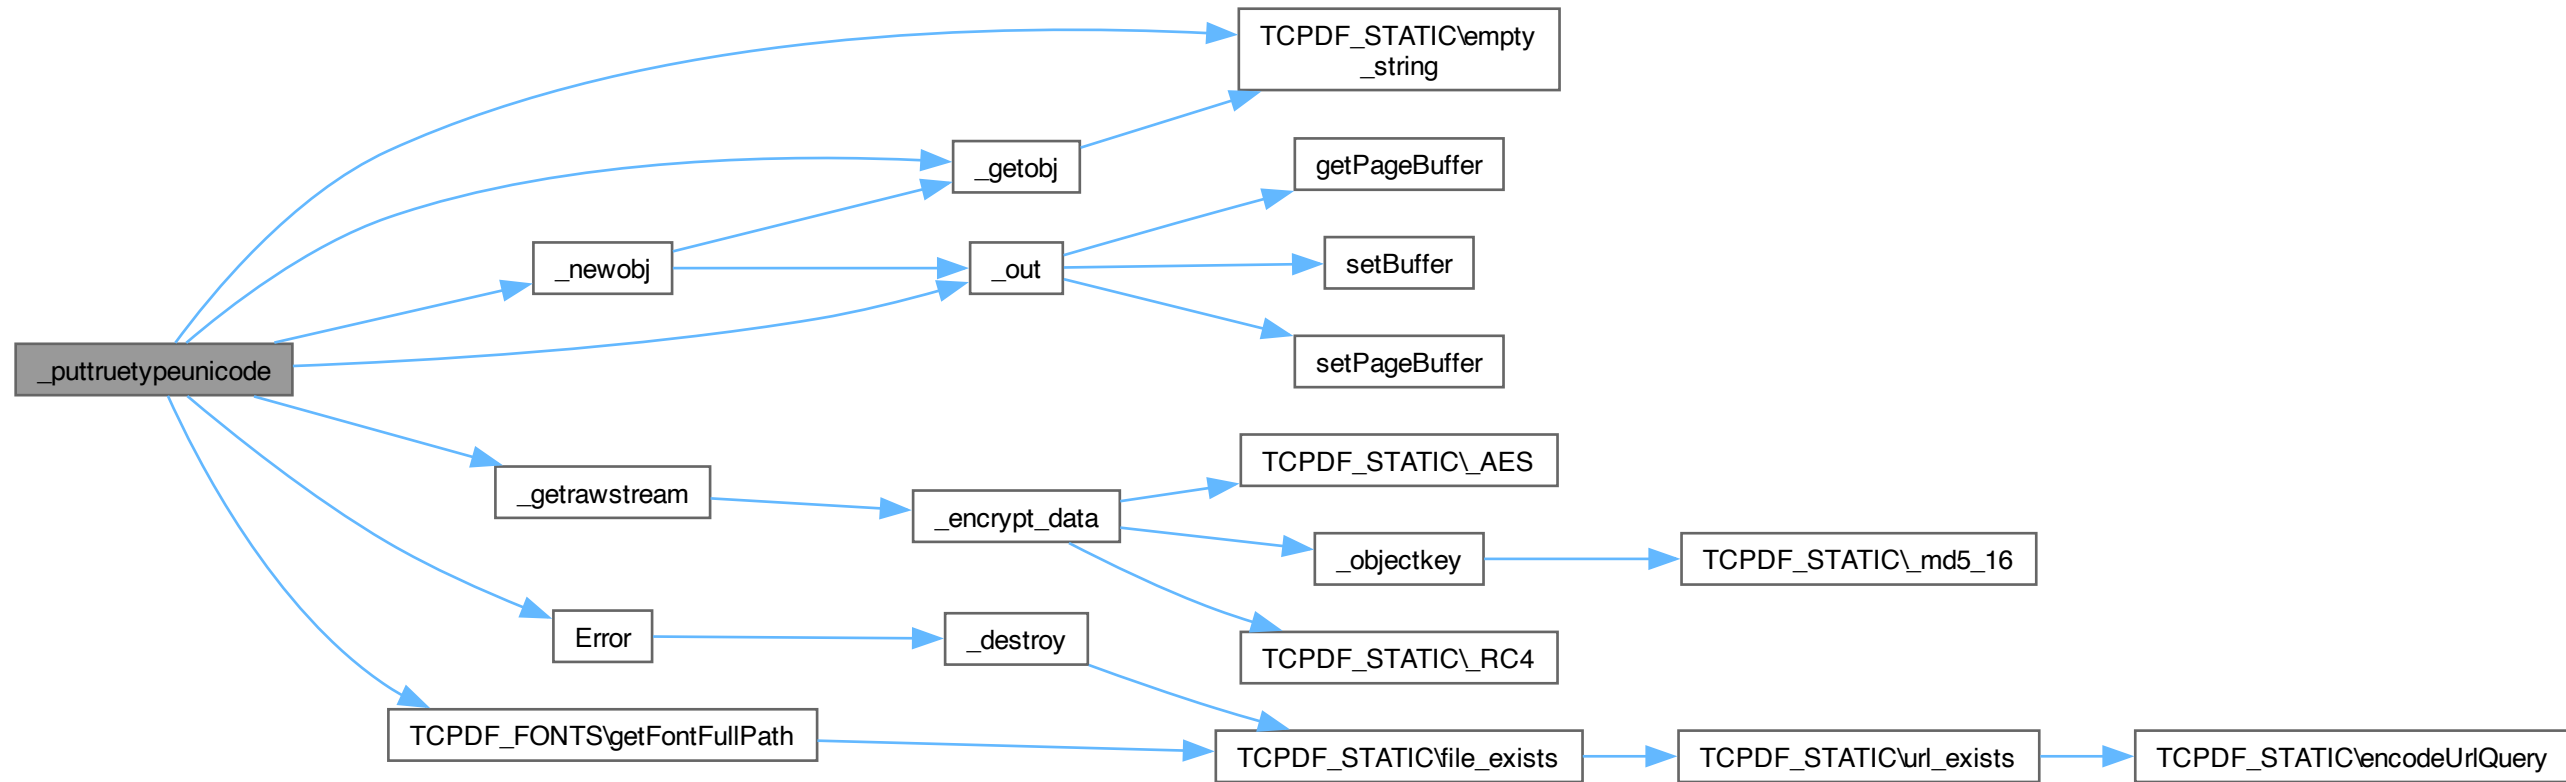 TCPDF_STATIC\empty
_string
_getobj
getPageBuffer
_newobj
_out
setBuffer
setPageBuffer
_puttruetypeunicode
TCPDF_STATIC\_AES
_getrawstream
_encrypt_data
_objectkey
TCPDF_STATIC\_md5_16
Error
_destroy
TCPDF_STATIC\_RC4
TCPDF_FONTS\getFontFullPath
TCPDF_STATIC\file_exists
TCPDF_STATIC\url_exists
TCPDF_STATIC\encodeUrlQuery